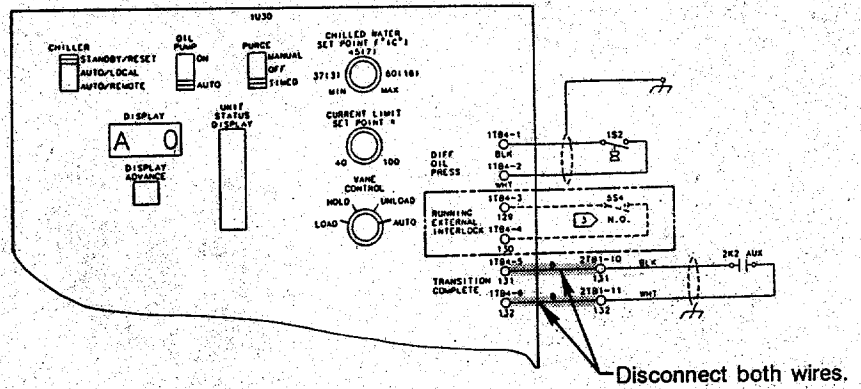 1U30
CHILLER
STANDBY/RESET
AUTO/LOCAL
AUTO/REMOTE
OIL
PUMP
ON
AUTO
PURGE
MANUAL
OFF
TIMED
CHILLED WATER
SET POINT F°(C°)
45(7)
37(3)
60(16)
MIN
MAX
DISPLAY
A 0
DISPLAY
ADVANCE
UNIT
STATUS
DISPLAY
CURRENT LIMIT
SET POINT %
40
100
VANE
CONTROL
HOLD
UNLOAD
LOAD
AUTO
DIFF
OIL
PRESS
1TB4-1
BLK
1TB4-2
WHT
1S2
RUNNING
EXTERNAL
INTERLOCK
1TB4-3
129
1TB4-4
130
5S4
3
N.O.
TRANSITION
COMPLETE
1TB4-5
131
1TB4-6
132
8
8
2TB1-10
131
2TB1-11
132
BLK
WHT
2K2 AUX
Disconnect both wires.